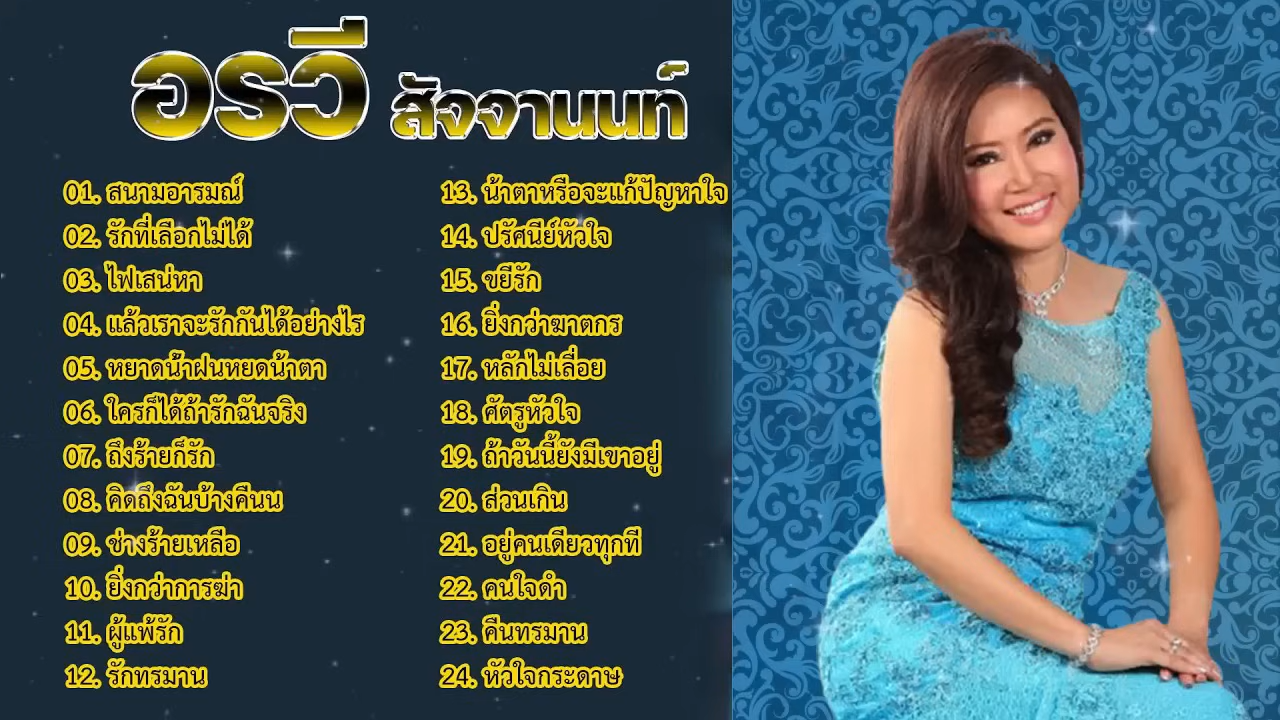 อรวี สัจจานนท์
01. สนามอารมณ์
02. รักที่เลือกไม่ได้
03. ไฟเสน่หา
04. แล้วเราจะรักกันได้อย่างไร
05. หยาดน้ำฝนหยดน้ำตา
06. ใครก็ได้ถ้ารักฉันจริง
07. ถึงร้ายก็รัก
08. คิดถึงฉันบ้างคืนน
09. ช่างร้ายเหลือ
10. ยิ่งกว่าการฆ่า
11. ผู้แพ้รัก
12. รักทรมาน
13. น้ำตาหรือจะแก้ปัญหาใจ
14. ปรัศนีย์หัวใจ
15. ขยี้รัก
16. ยิ่งกว่าฆาตกร
17. หลักไม้เลื่อย
18. ศัตรูหัวใจ
19. ถ้าวันนี้ยังมีเขาอยู่
20. ส่วนเกิน
21. อยู่คนเดียวทุกที
22. คนใจดำ
23. คืนทรมาน
24. หัวใจกระดาษ